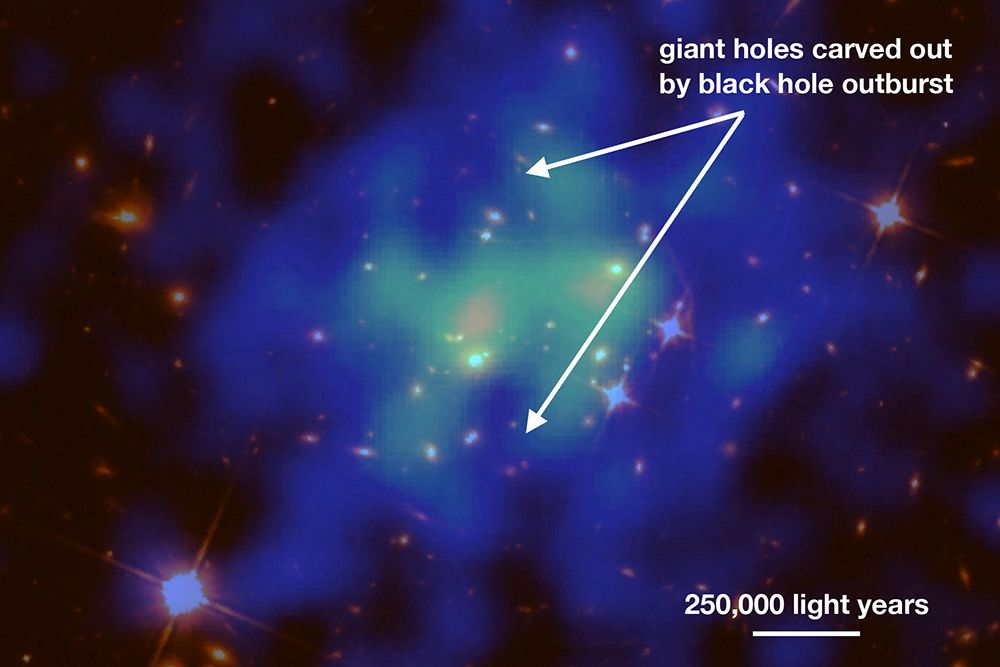 giant holes carved out
by black hole outburst
250,000 light years